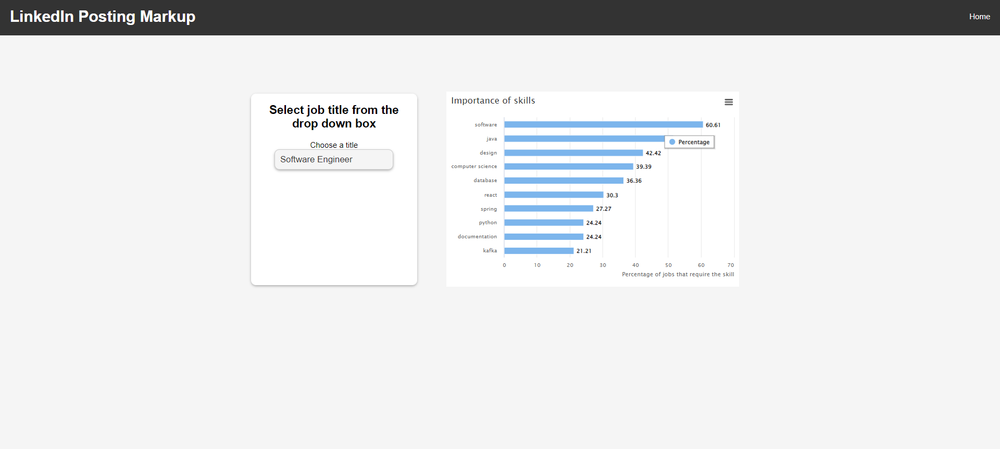 LinkedIn Posting Markup
Home
Select job title from the
drop down box
Choose a title
Software Engineer
Importance of skills
software 60.61
java
Percentage
design 42.42
computer science 39.39
database 36.36
react 30.3
spring 27.27
python 24.24
documentation 24.24
kafka 21.21
0 10 20 30 40 50 60 70
Percentage of jobs that require the skill